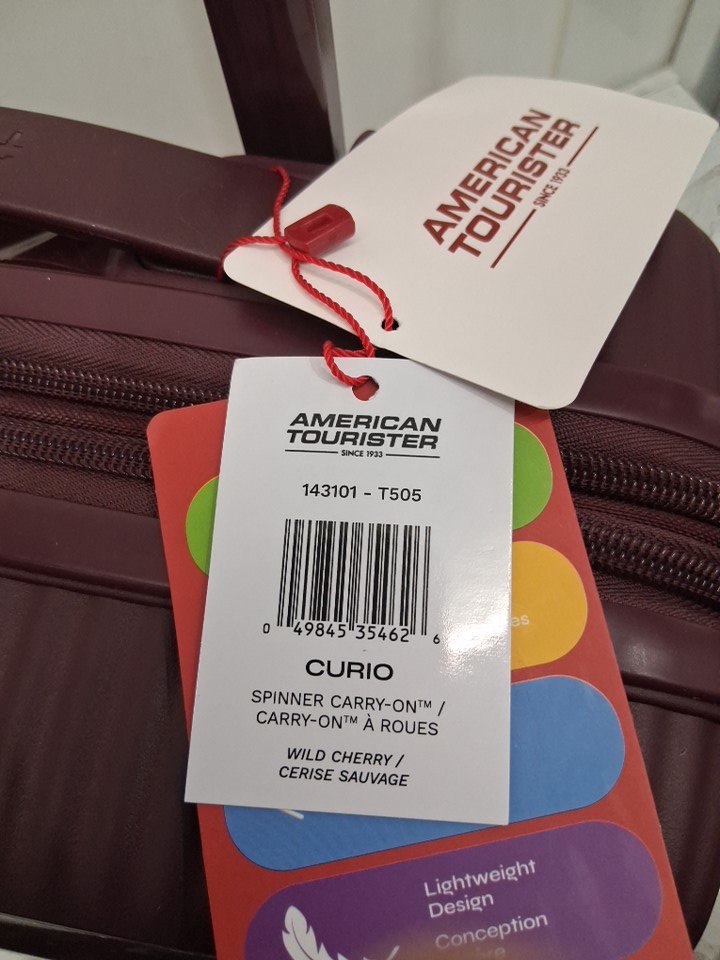 AMERICAN
TOURISTER
SINCE 1933
AMERICAN
TOURISTER
SINCE 1933
143101 - T505
0 49845 35462 6
CURIO
SPINNER CARRY-ON™ /
CARRY-ON™ À ROUES
WILD CHERRY /
CERISE SAUVAGE
Lightweight
Design
Conception